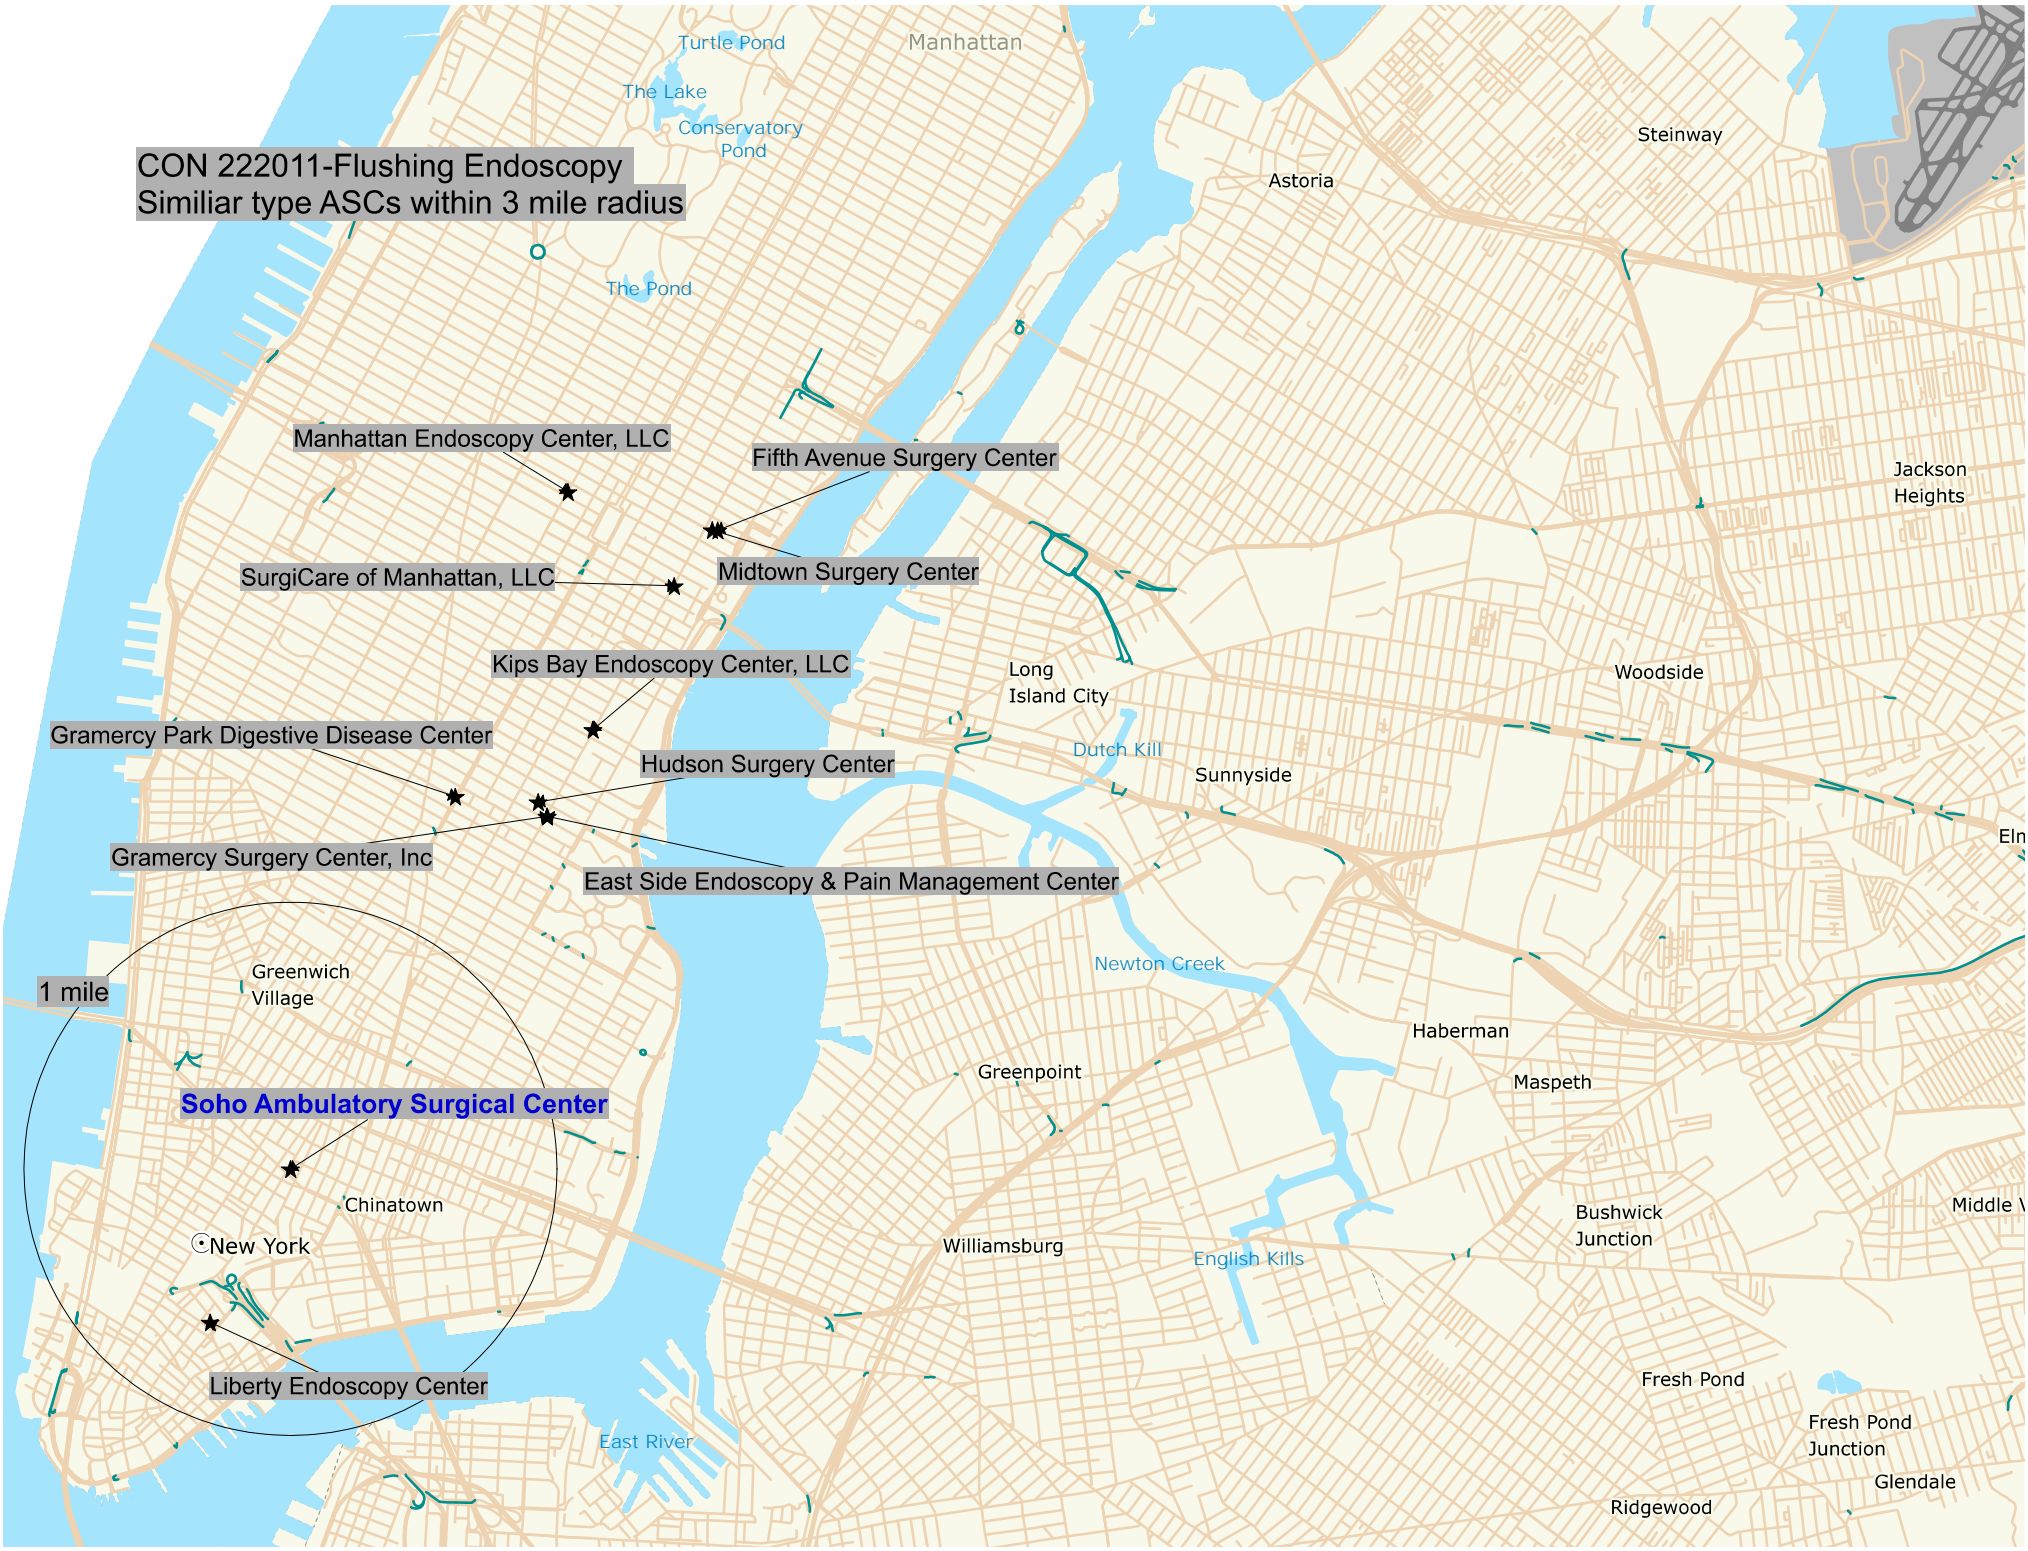 Turtle Pond
Manhattan
The Lake
Conservatory
Pond
Steinway
CON 222011-Flushing Endoscopy
Similiar type ASCs within 3 mile radius
Astoria
The Pond
Manhattan Endoscopy Center, LLC
Fifth Avenue Surgery Center
Jackson
Heights
SurgiCare of Manhattan, LLC
Midtown Surgery Center
Kips Bay Endoscopy Center, LLC
Long
Island City
Woodside
Gramercy Park Digestive Disease Center
Dutch Kill
Hudson Surgery Center
Sunnyside
Elm
Gramercy Surgery Center, Inc
East Side Endoscopy & Pain Management Center
Greenwich
Village
Newton Creek
1 mile
Haberman
Greenpoint
Maspeth
Soho Ambulatory Surgical Center
Chinatown
Middle V
Bushwick
Junction
New York
Williamsburg
English Kills
Liberty Endoscopy Center
Fresh Pond
Fresh Pond
Junction
East River
Glendale
Ridgewood